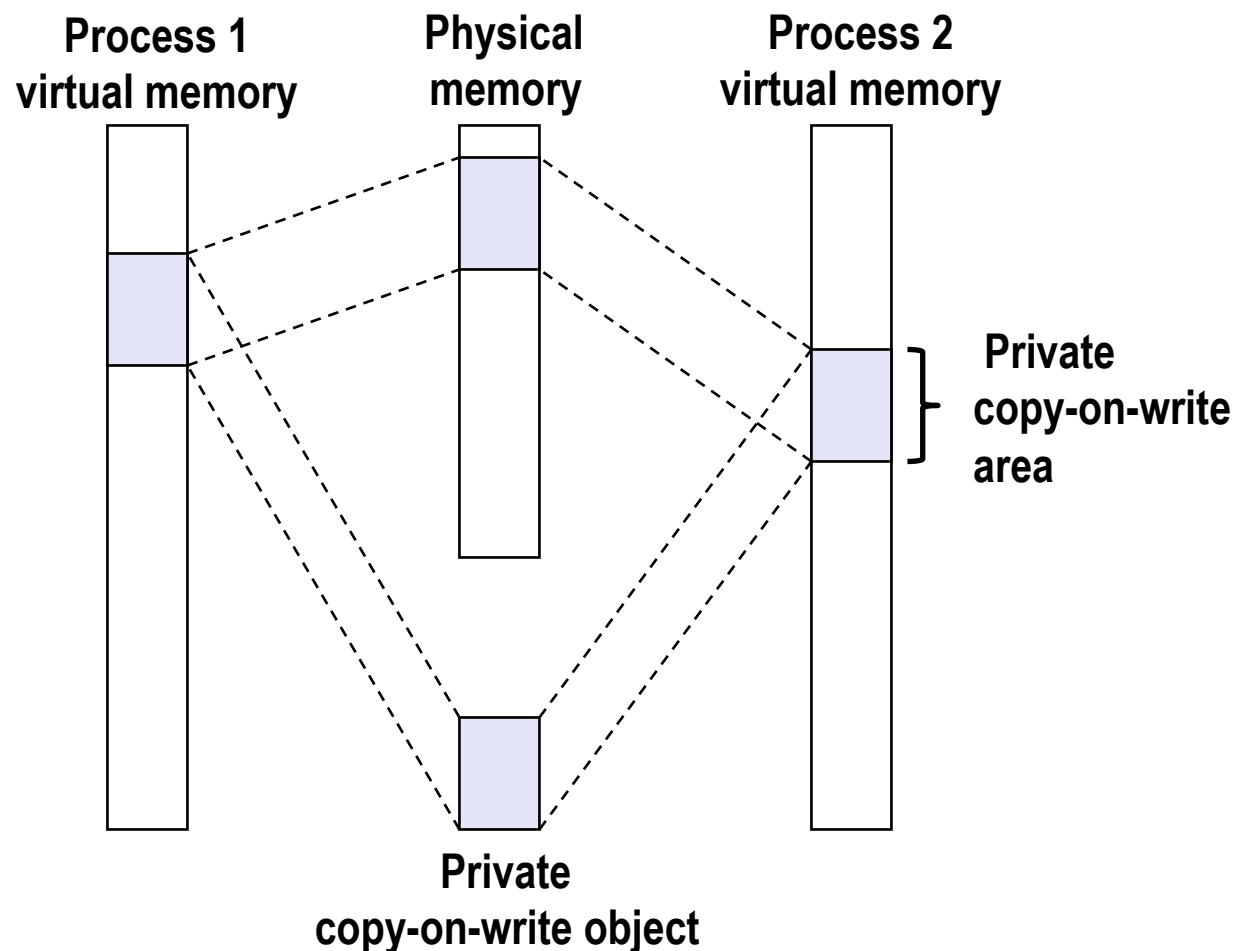 Process 1
virtual memory
Physical
memory
Process 2
virtual memory
Private
copy-on-write
area
Private
copy-on-write object